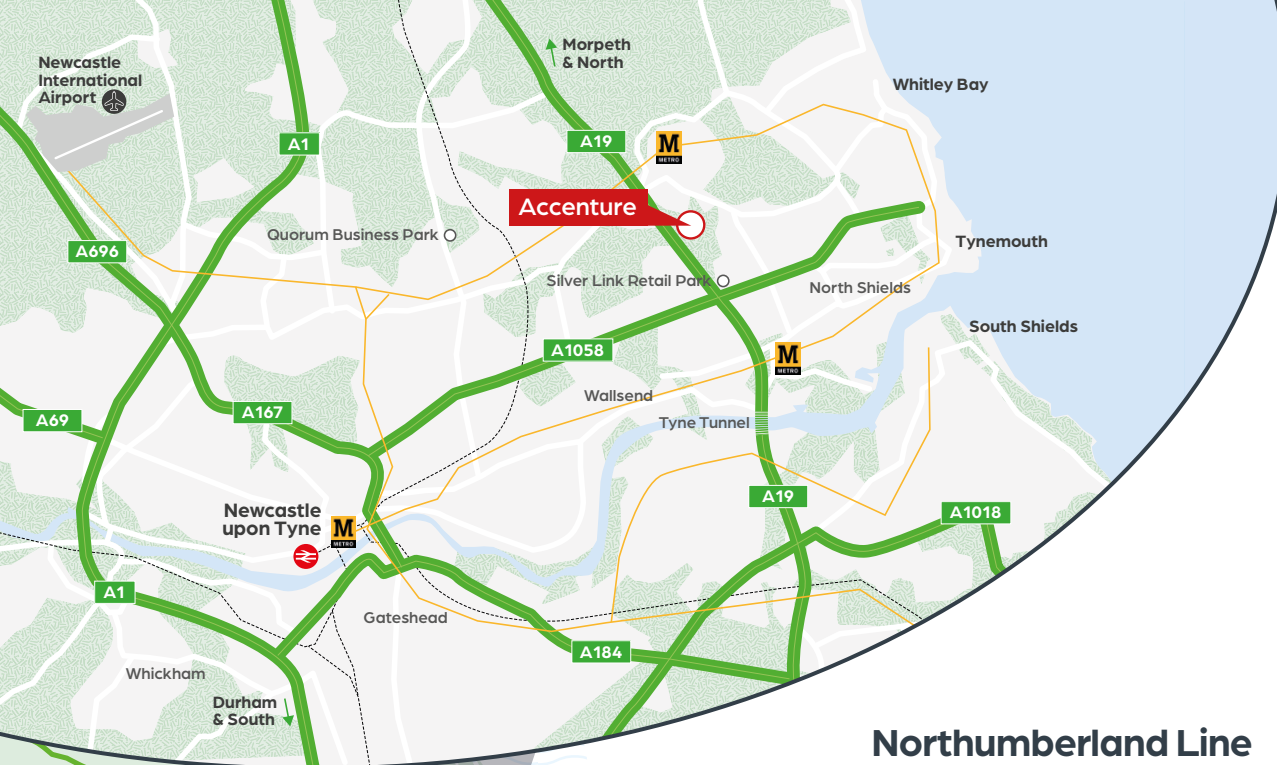 Morpeth
& North
Newcastle
International
Airport
Whitley Bay
A1
A19
M
METRO
Accenture
Quorum Business Park
A696
Tynemouth
Silver Link Retail Park
North Shields
South Shields
A1058
M
METRO
Wallsend
A167
A69
Tyne Tunnel
A19
Newcastle
upon Tyne
M
METRO
A1018
A1
Gateshead
A184
Whickham
Durham
& South
Northumberland Line